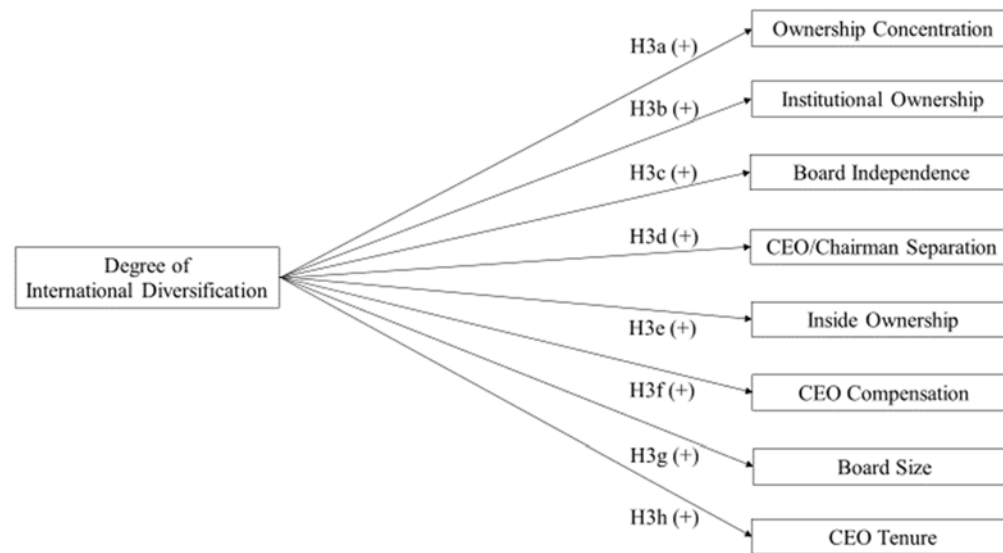 Ownership Concentration
H3a (+)
Institutional Ownership
H3b (+)
Board Independence
H3c (+)
CEO/Chairman Separation
H3d (+)
Degree of
International Diversification
Inside Ownership
H3e (+)
CEO Compensation
H3f (+)
Board Size
H3g (+)
CEO Tenure
H3h (+)